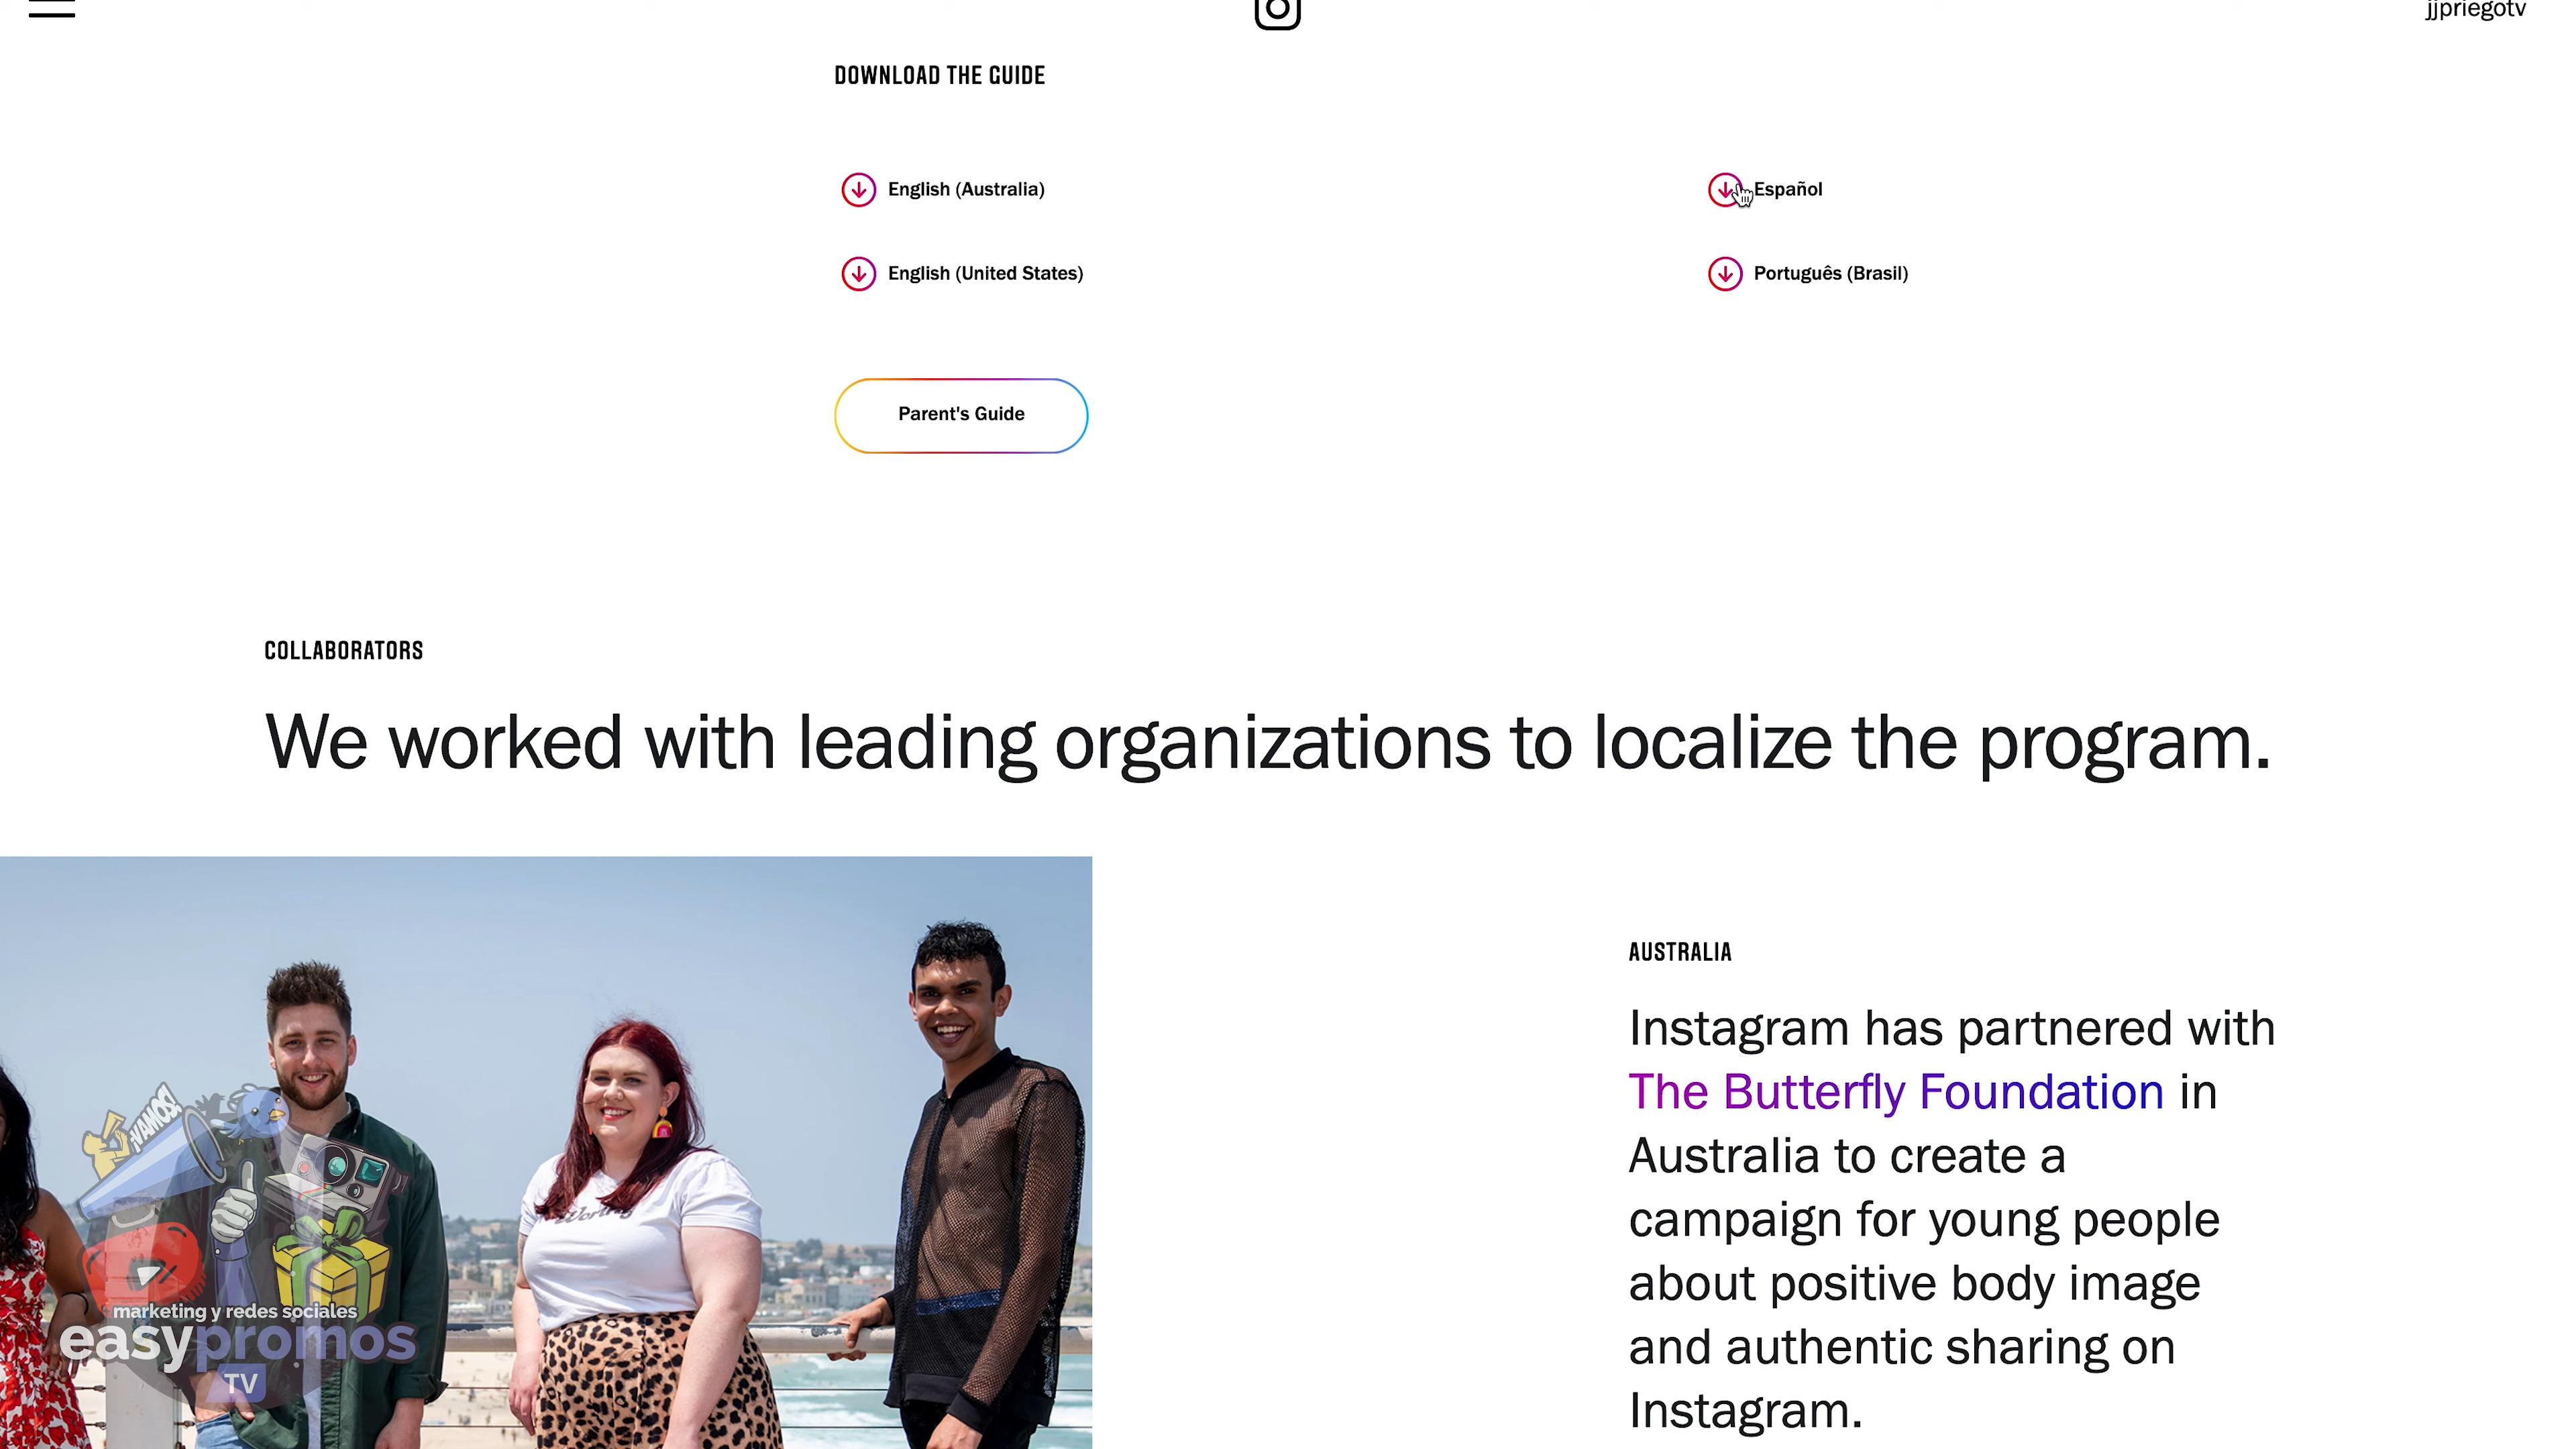 jjpriegotv
DOWNLOAD THE GUIDE
English (Australia)
Español
English (United States)
Português (Brasil)
Parent's Guide
COLLABORATORS
We worked with leading organizations to localize the program.
AUSTRALIA
Instagram has partnered with
The Butterfly Foundation in
Australia to create a
campaign for young people
about positive body image
and authentic sharing on
Instagram.
¡VAMOS!
marketing y redes sociales
easypromos
TV